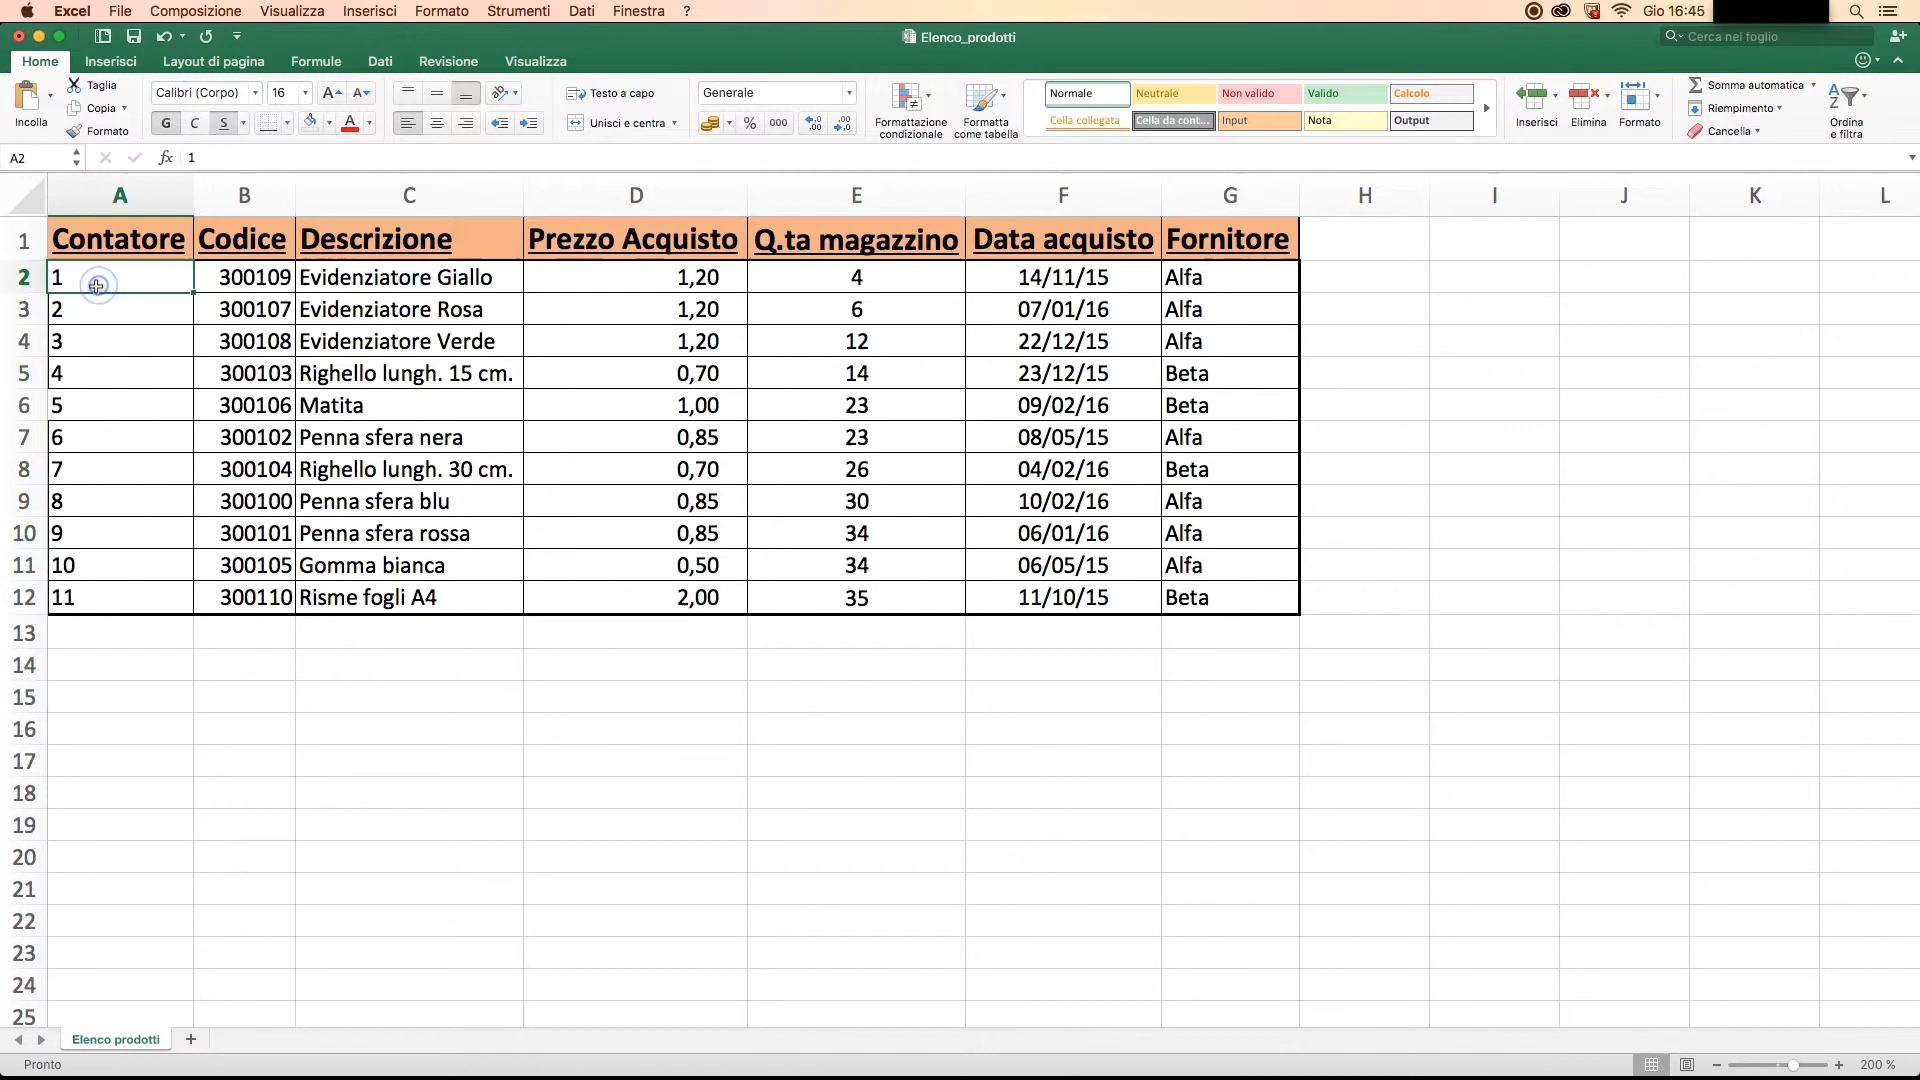 Excel File Composizione Visualizza Inserisci Formato Strumenti Dati Finestra ? Gio 16:45
Elenco_prodotti Cerca nel foglio
Home Inserisci Layout di pagina Formule Dati Revisione Visualizza
Incolla
Taglia
Copia
Formato
Calibri (Corpo) 16 A A
G C S A
Testo a capo
Unisci e centra
Generale
% 000 ,00 ,0 ,00
Formattazione condizionale
Formatta come tabella
Normale Neutrale Non valido Valido Calcolo
Cella collegata Cella da cont... Input Nota Output
Inserisci Elimina Formato
Somma automatica
Riempimento
Cancella
Ordina e filtra
A2 fx 1
A B C D E F G H I J K L
1 Contatore Codice Descrizione Prezzo Acquisto Q.ta magazzino Data acquisto Fornitore
2 1 300109 Evidenziatore Giallo 1,20 4 14/11/15 Alfa
3 2 300107 Evidenziatore Rosa 1,20 6 07/01/16 Alfa
4 3 300108 Evidenziatore Verde 1,20 12 22/12/15 Alfa
5 4 300103 Righello lungh. 15 cm. 0,70 14 23/12/15 Beta
6 5 300106 Matita 1,00 23 09/02/16 Beta
7 6 300102 Penna sfera nera 0,85 23 08/05/15 Alfa
8 7 300104 Righello lungh. 30 cm. 0,70 26 04/02/16 Beta
9 8 300100 Penna sfera blu 0,85 30 10/02/16 Alfa
10 9 300101 Penna sfera rossa 0,85 34 06/01/16 Alfa
11 10 300105 Gomma bianca 0,50 34 06/05/15 Alfa
12 11 300110 Risme fogli A4 2,00 35 11/10/15 Beta
13
14
15
16
17
18
19
20
21
22
23
24
25
Elenco prodotti +
Pronto 200 %